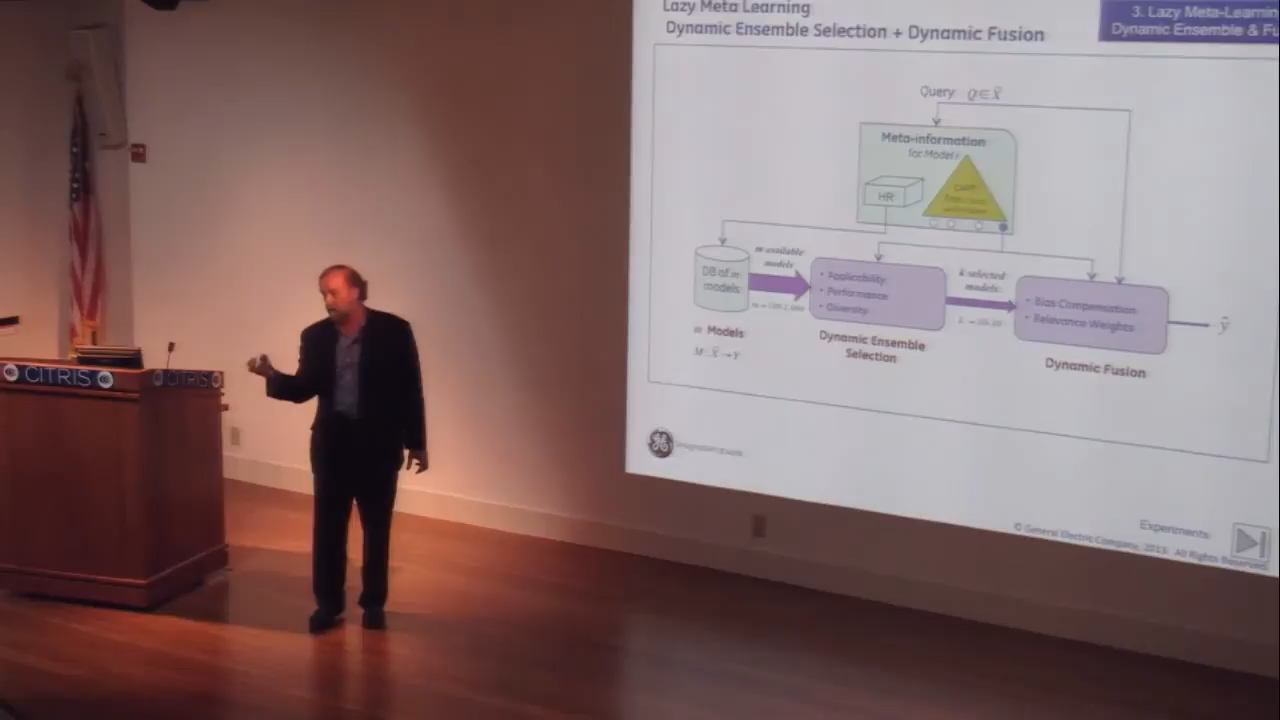 Lazy Meta Learning
Dynamic Ensemble Selection + Dynamic Fusion
3. Lazy Meta-Learnin
Dynamic Ensemble & Fu
Query Q∈X̄
Meta-information
for Model i
HR
CART
m available
models
DB of m
models
• Applicability
• Performance
• Diversity
k selected
models
• Bias Compensation
• Relevance Weights
ŷ
m Models
Dynamic Ensemble
Selection
Dynamic Fusion
CITRIS
CITRIS
Experiments
© General Electric Company, 2013. All Rights Reserved